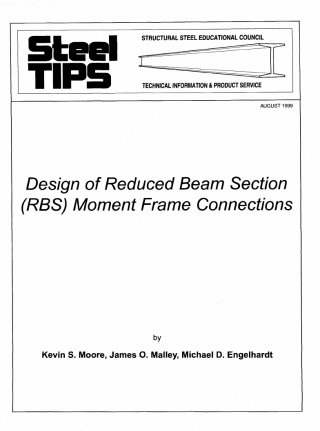 Steel
TIPS
STRUCTURAL STEEL EDUCATIONAL COUNCIL
TECHNICAL INFORMATION & PRODUCT SERVICE
AUGUST 1999
Design of Reduced Beam Section
(RBS) Moment Frame Connections
by
Kevin S. Moore, James O. Malley, Michael D. Engelhardt